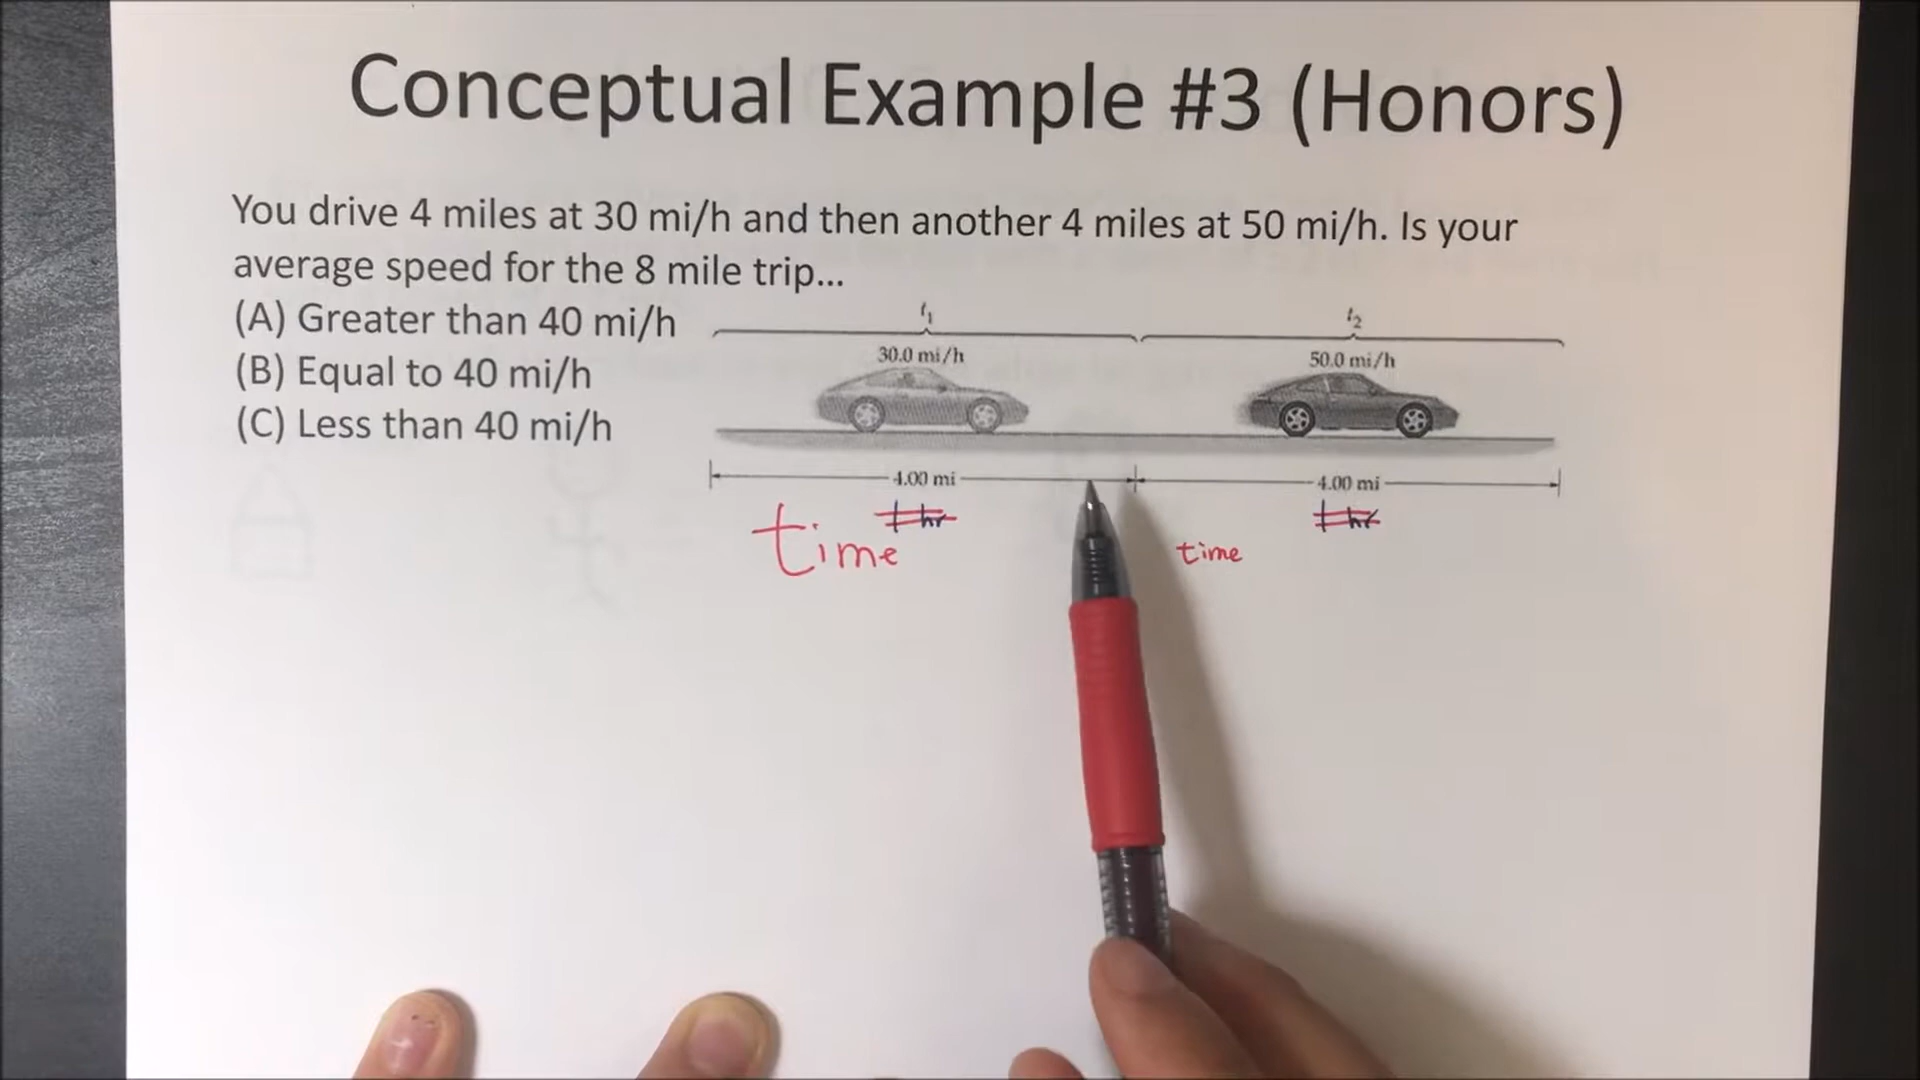 Conceptual Example #3 (Honors)
You drive 4 miles at 30 mi/h and then another 4 miles at 50 mi/h. Is your
average speed for the 8 mile trip...
(A) Greater than 40 mi/h
(B) Equal to 40 mi/h
(C) Less than 40 mi/h
t₁ t₂
30.0 mi/h 50.0 mi/h
4.00 mi 4.00 mi
hr hr
time time